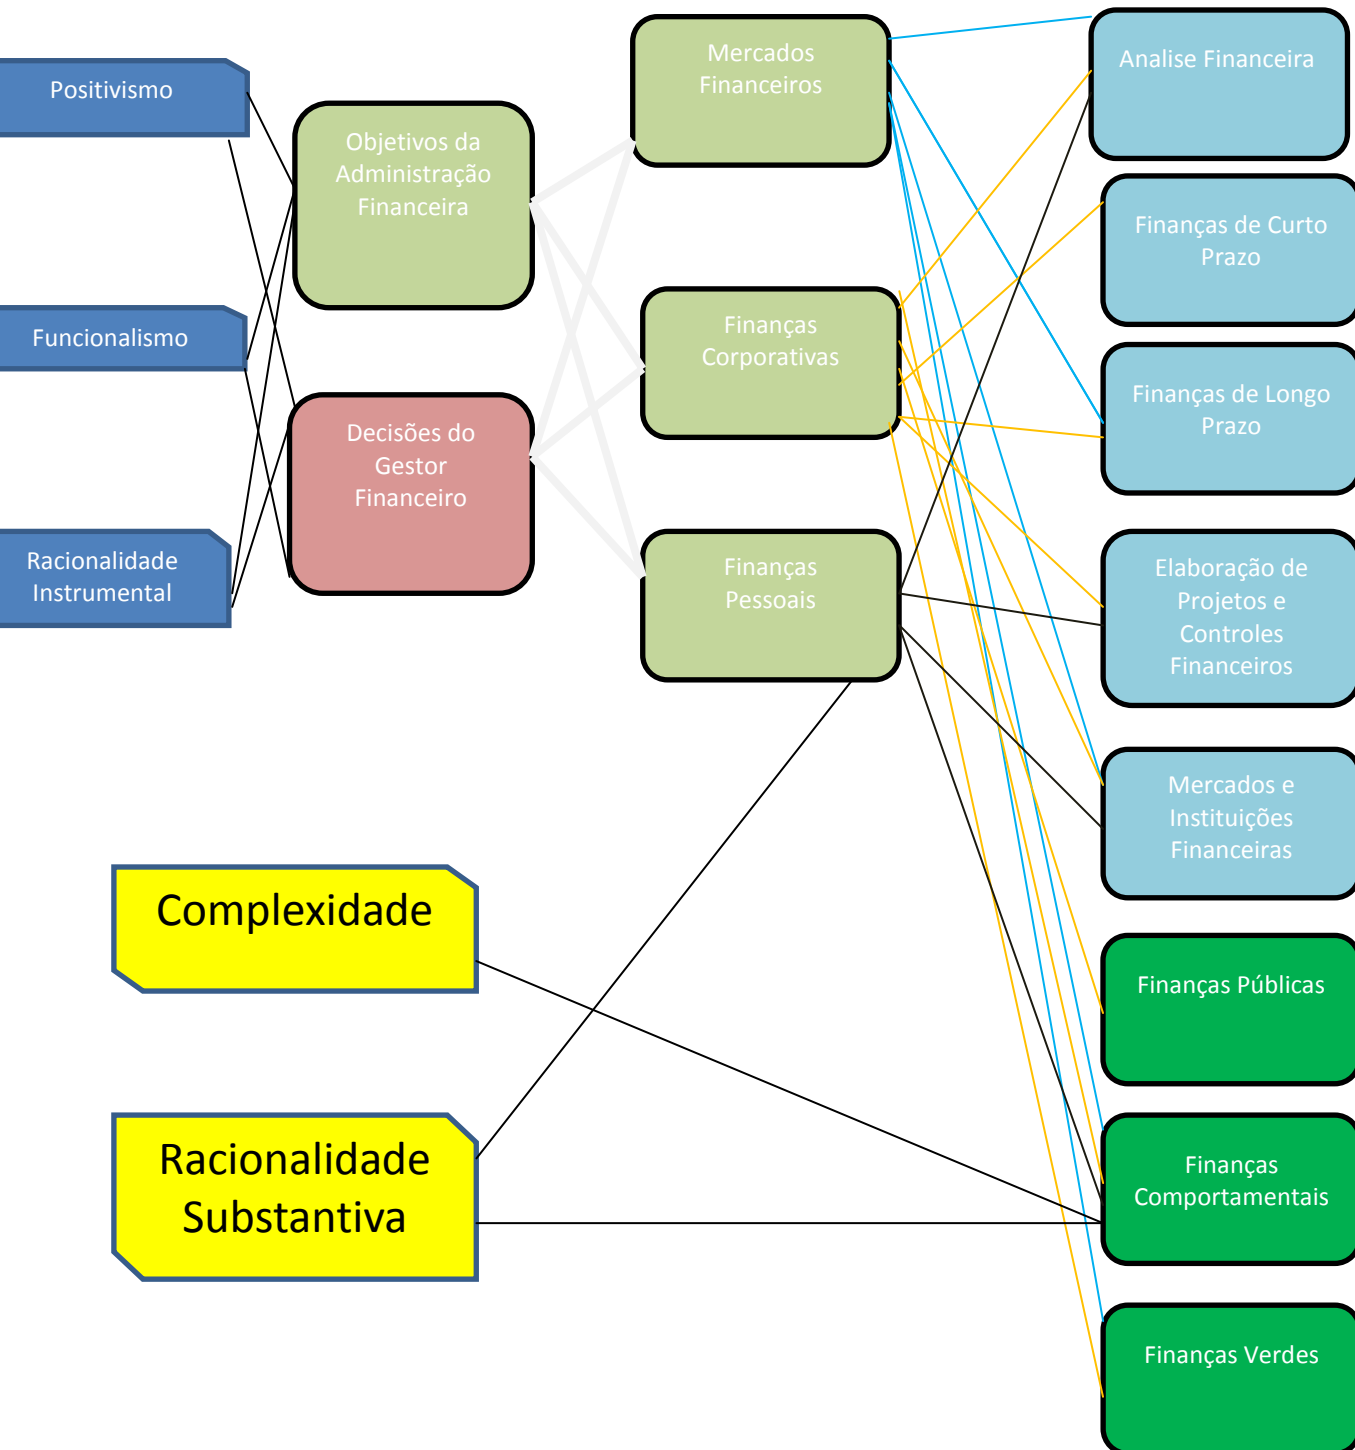 Positivismo
Funcionalismo
Racionalidade
Instrumental
Objetivos da
Administração
Financeira
Decisões do
Gestor
Financeiro
Mercados
Financeiros
Finanças
Corporativas
Finanças
Pessoais
Analise Financeira
Finanças de Curto
Prazo
Finanças de Longo
Prazo
Elaboração de
Projetos e
Controles
Financeiros
Mercados e
Instituições
Financeiras
Finanças Públicas
Finanças
Comportamentais
Finanças Verdes
Complexidade
Racionalidade
Substantiva